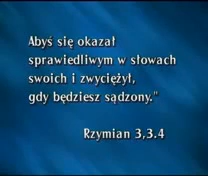 Abyś się okazał
sprawiedliwym w słowach
swoich i zwyciężył,
gdy będziesz sądzony."
Rzymian 3,3.4